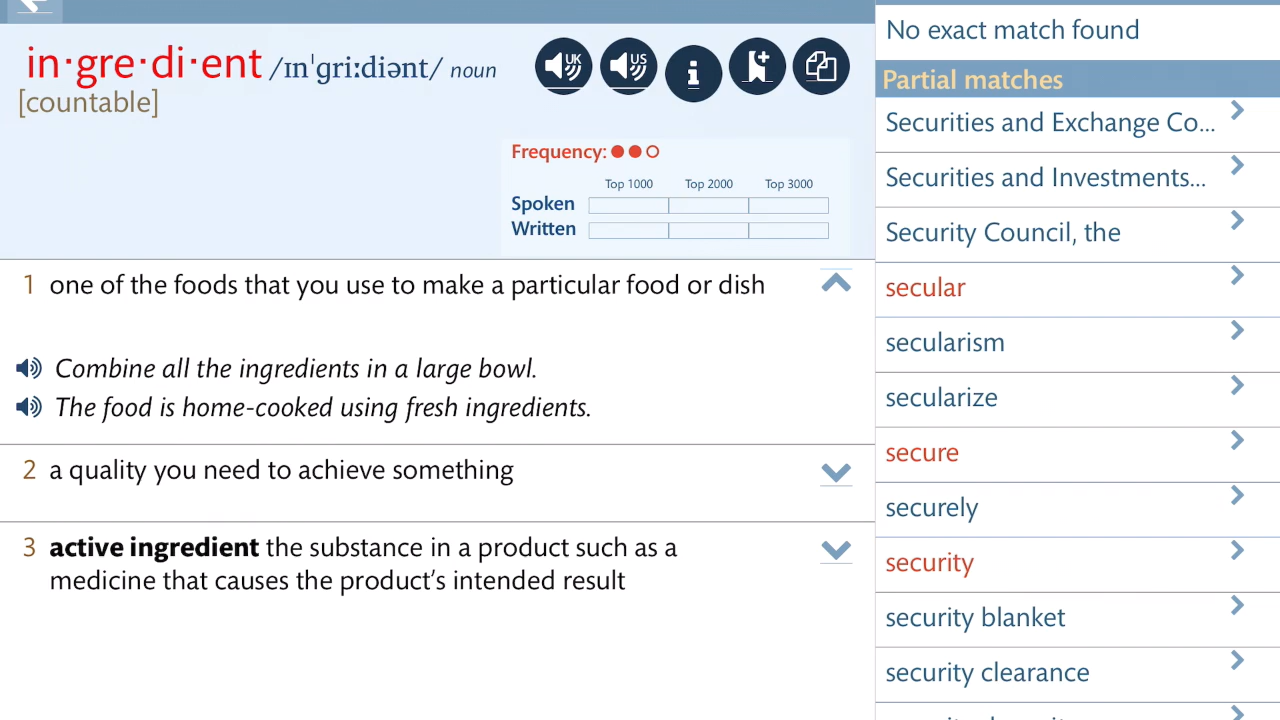 in·gre·di·ent /ɪnˈɡriːdiənt/ noun
[countable]
UK
US
Frequency:
Top 1000 Top 2000 Top 3000
Spoken
Written
1 one of the foods that you use to make a particular food or dish
Combine all the ingredients in a large bowl.
The food is home-cooked using fresh ingredients.
2 a quality you need to achieve something
3 active ingredient the substance in a product such as a
medicine that causes the product's intended result
No exact match found
Partial matches
Securities and Exchange Co...
Securities and Investments...
Security Council, the
secular
secularism
secularize
secure
securely
security
security blanket
security clearance